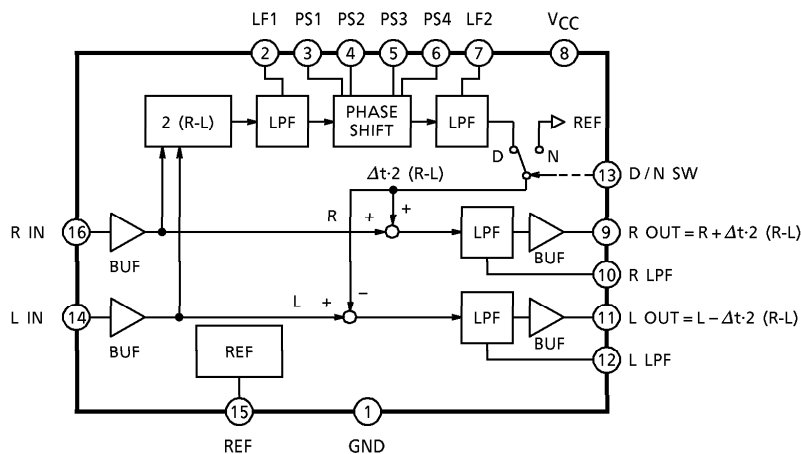 LF1 PS1 PS2 PS3 PS4 LF2 VCC
2 3 4 5 6 7 8
2 (R-L) LPF PHASE SHIFT LPF
REF
D N
13 D/N SW
Δt·2 (R-L)
R + +
R IN 16 BUF LPF BUF 9 R OUT = R + Δt·2 (R-L)
10 R LPF
L + −
L IN 14 BUF LPF BUF 11 L OUT = L − Δt·2 (R-L)
12 L LPF
REF
15 1
REF GND